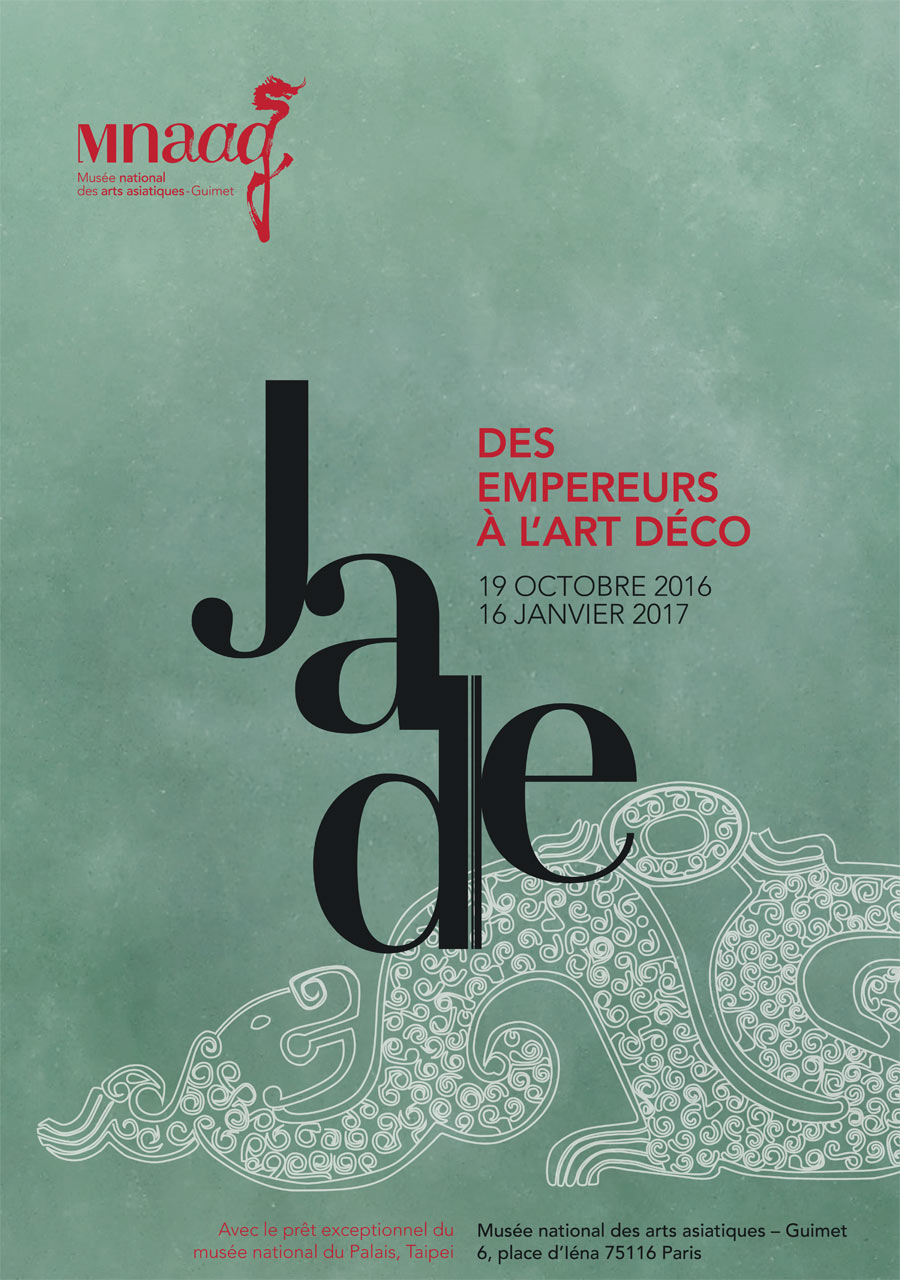 MNAAG
Musée national
des arts asiatiques-Guimet
Jade
DES
EMPEREURS
À L'ART DÉCO
19 OCTOBRE 2016
16 JANVIER 2017
Avec le prêt exceptionnel du
musée national du Palais, Taipei
Musée national des arts asiatiques – Guimet
6, place d'Iéna 75116 Paris